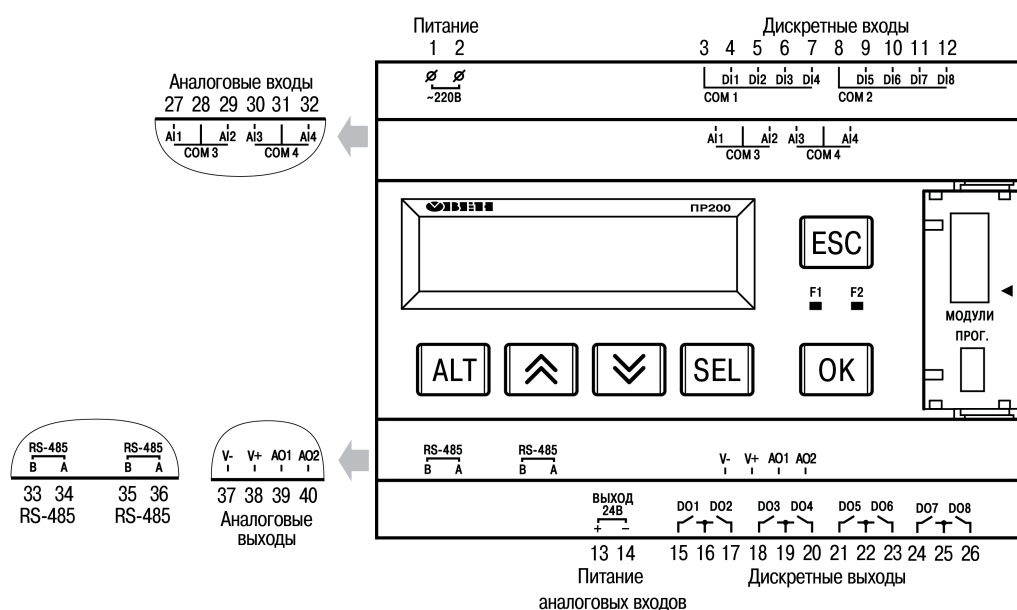 Питание
Дискретные входы
1 2
3 4 5 6 7 8 9 10 11 12
~220В
DI1 DI2 DI3 DI4 DI5 DI6 DI7 DI8
COM 1 COM 2
Аналоговые входы
27 28 29 30 31 32
AI1 AI2 AI3 AI4
COM 3 COM 4
AI1 AI2 AI3 AI4
COM 3 COM 4
ОВЕН ПР200
ESC
F1 F2
МОДУЛИ
ПРОГ.
ALT SEL OK
RS-485 RS-485
B A B A
V- V+ AO1 AO2
33 34 35 36 37 38 39 40
RS-485 RS-485
Аналоговые
выходы
RS-485 RS-485
B A B A
V- V+ AO1 AO2
ВЫХОД
24В
+ −
DO1 DO2 DO3 DO4 DO5 DO6 DO7 DO8
13 14 15 16 17 18 19 20 21 22 23 24 25 26
Питание
аналоговых входов
Дискретные выходы